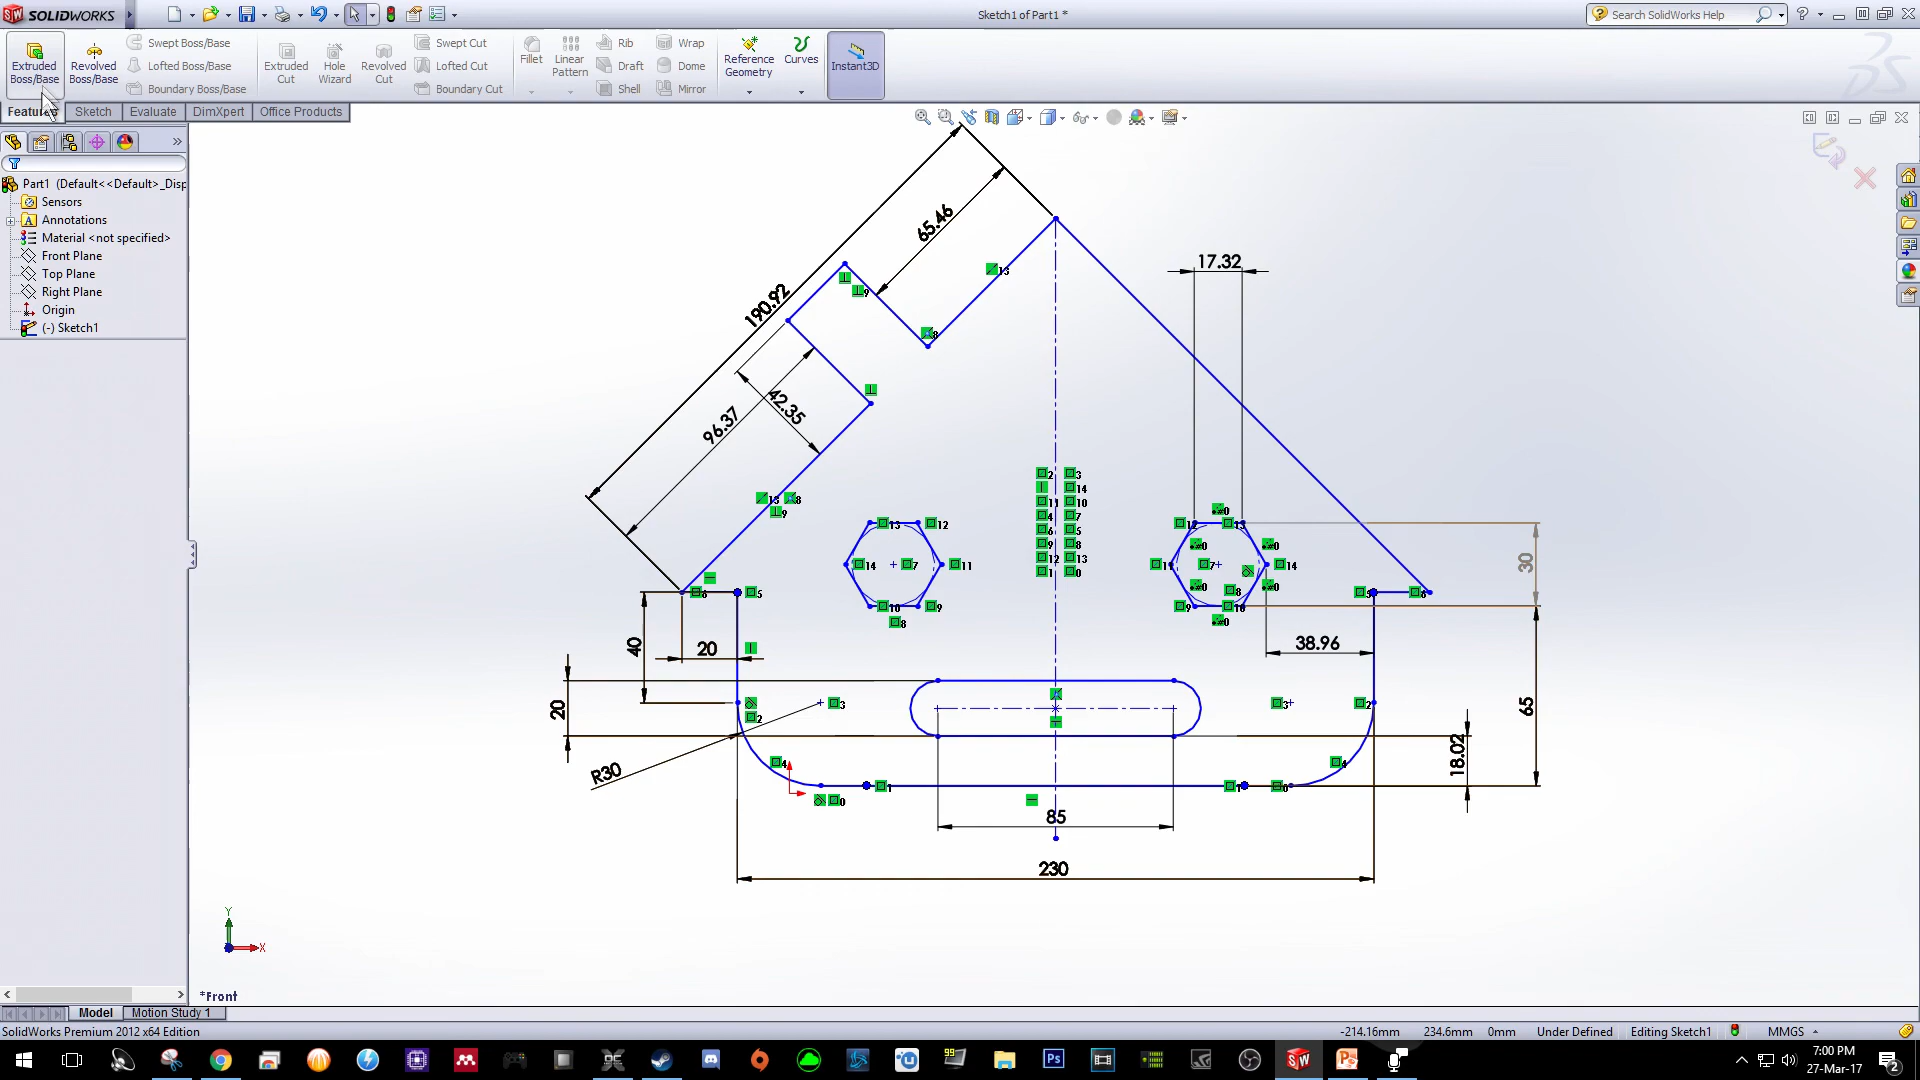 SOLIDWORKS
Sketch1 of Part1 *
Search SolidWorks Help
Extruded Boss/Base
Revolved Boss/Base
Swept Boss/Base
Lofted Boss/Base
Boundary Boss/Base
Extruded Cut
Hole Wizard
Revolved Cut
Swept Cut
Lofted Cut
Boundary Cut
Fillet
Linear Pattern
Rib
Draft
Shell
Wrap
Dome
Mirror
Reference Geometry
Curves
Instant3D
Features
Sketch
Evaluate
DimXpert
Office Products
Part1 (Default<<Default>_Disp
Sensors
Annotations
Material <not specified>
Front Plane
Top Plane
Right Plane
Origin
(-) Sketch1
65.46
190.92
17.32
42.35
96.37
30
40
20
38.96
20
65
18.02
R30
85
230
Y
X
*Front
Model
Motion Study 1
SolidWorks Premium 2012 x64 Edition
-214.16mm
234.6mm
0mm
Under Defined
Editing Sketch1
MMGS
7:00 PM
27-Mar-17